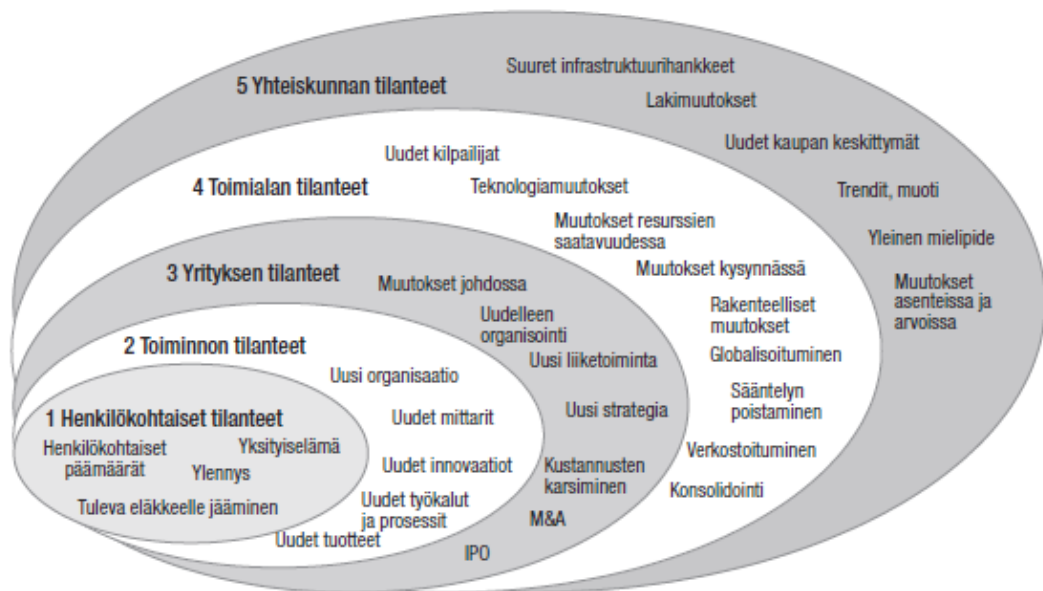 5 Yhteiskunnan tilanteet
Suuret infrastruktuurihankkeet
Lakimuutokset
Uudet kaupan keskittymät
Trendit, muoti
Yleinen mielipide
Muutokset
asenteissa ja
arvoissa
4 Toimialan tilanteet
Uudet kilpailijat
Teknologiamuutokset
Muutokset resurssien
saatavuudessa
Muutokset kysynnässä
Rakenteelliset
muutokset
Globalisoituminen
Sääntelyn
poistaminen
Verkostoituminen
Konsolidointi
3 Yrityksen tilanteet
Muutokset johdossa
Uudelleen
organisointi
Uusi liiketoiminta
Uusi strategia
Kustannusten
karsiminen
M&A
IPO
2 Toiminnon tilanteet
Uusi organisaatio
Uudet mittarit
Uudet innovaatiot
Uudet työkalut
ja prosessit
Uudet tuotteet
1 Henkilökohtaiset tilanteet
Henkilökohtaiset
päämäärät
Yksityiselämä
Ylennys
Tuleva eläkkeelle jääminen